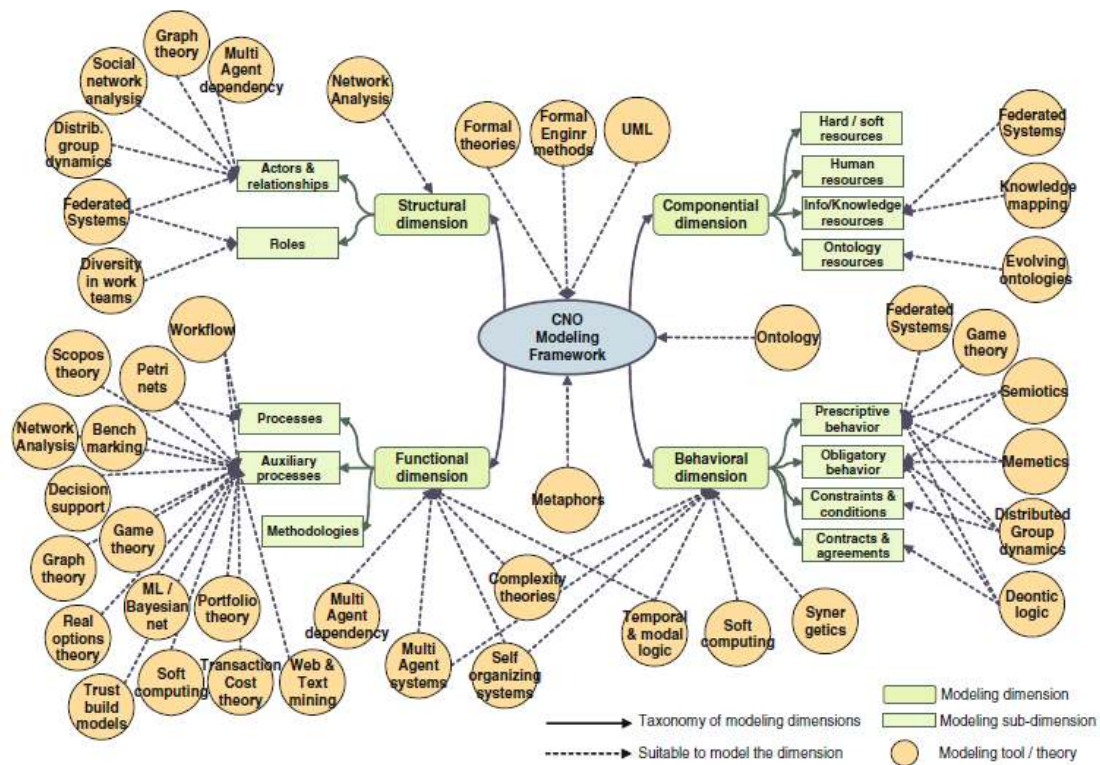 Graph
theory
Multi
Agent
dependency
Social
network
analysis
Network
Analysis
Distrib.
group
dynamics
Federated
Systems
Diversity
in work
teams
Actors &
relationships
Roles
Structural
dimension
Formal
theories
Formal
Enginr
methods
UML
Componential
dimension
Hard / soft
resources
Human
resources
Info/Knowledge
resources
Ontology
resources
Federated
Systems
Knowledge
mapping
Evolving
ontologies
CNO
Modeling
Framework
Ontology
Metaphors
Workflow
Scopos
theory
Petri
nets
Network
Analysis
Bench
marking
Decision
support
Game
theory
Graph
theory
ML /
Bayesian
net
Portfolio
theory
Real
options
theory
Trust
build
models
Soft
computing
Transaction
Cost
theory
Web &
Text
mining
Processes
Auxiliary
processes
Methodologies
Functional
dimension
Multi
Agent
dependency
Multi
Agent
systems
Complexity
theories
Self
organizing
systems
Temporal
& modal
logic
Soft
computing
Syner
getics
Behavioral
dimension
Prescriptive
behavior
Obligatory
behavior
Constraints &
conditions
Contracts &
agreements
Federated
Systems
Game
theory
Semiotics
Memetics
Distributed
Group
dynamics
Deontic
logic
Taxonomy of modeling dimensions
Suitable to model the dimension
Modeling dimension
Modeling sub-dimension
Modeling tool / theory